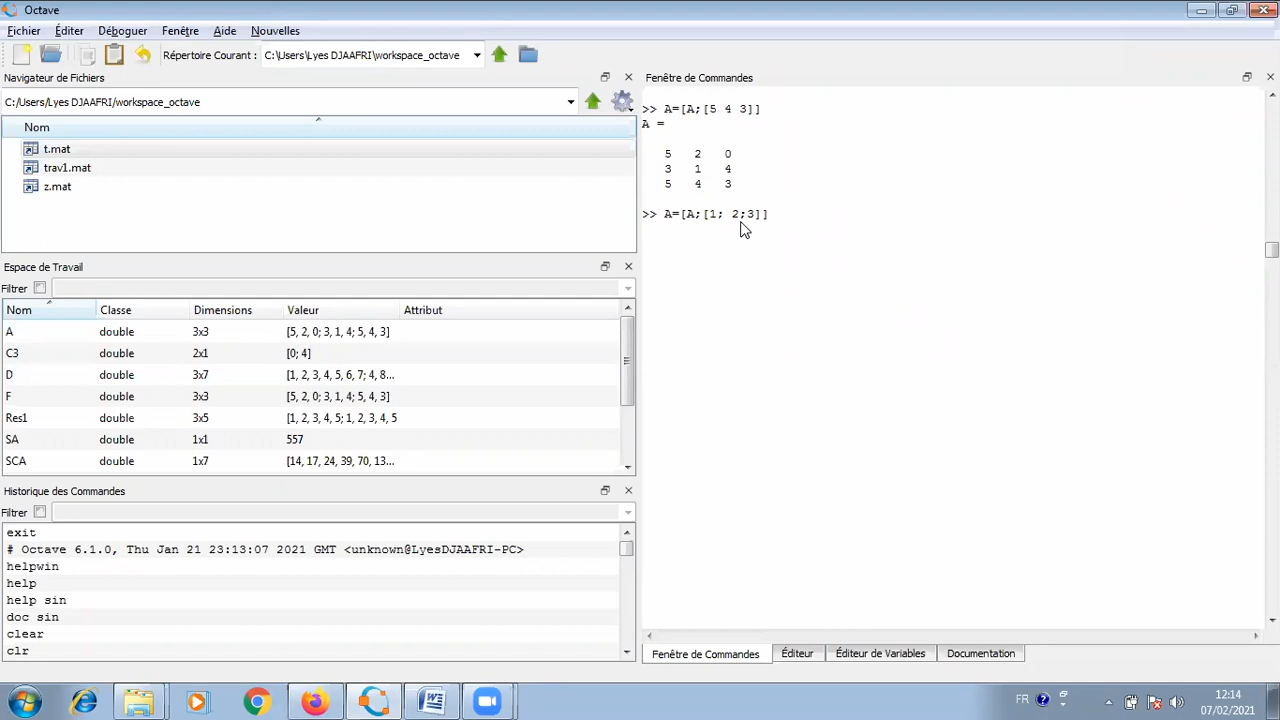 Octave
Fichier Éditer Déboguer Fenêtre Aide Nouvelles
Répertoire Courant : C:\Users\Lyes DJAAFRI\workspace_octave
Navigateur de Fichiers
C:/Users/Lyes DJAAFRI/workspace_octave
Nom
t.mat
trav1.mat
z.mat
Espace de Travail
Filtrer
Nom Classe Dimensions Valeur Attribut
A double 3x3 [5, 2, 0; 3, 1, 4; 5, 4, 3]
C3 double 2x1 [0; 4]
D double 3x7 [1, 2, 3, 4, 5, 6, 7; 4, 8...
F double 3x3 [5, 2, 0; 3, 1, 4; 5, 4, 3]
Res1 double 3x5 [1, 2, 3, 4, 5; 1, 2, 3, 4, 5
SA double 1x1 557
SCA double 1x7 [14, 17, 24, 39, 70, 13...
Historique des Commandes
Filtrer
exit
# Octave 6.1.0, Thu Jan 21 23:13:07 2021 GMT <unknown@LyesDJAAFRI-PC>
helpwin
help
help sin
doc sin
clear
clr
Fenêtre de Commandes
>> A=[A;[5 4 3]]
A =
5 2 0
3 1 4
5 4 3
>> A=[A;[1; 2;3]]
Fenêtre de Commandes Éditeur Éditeur de Variables Documentation
FR
12:14
07/02/2021